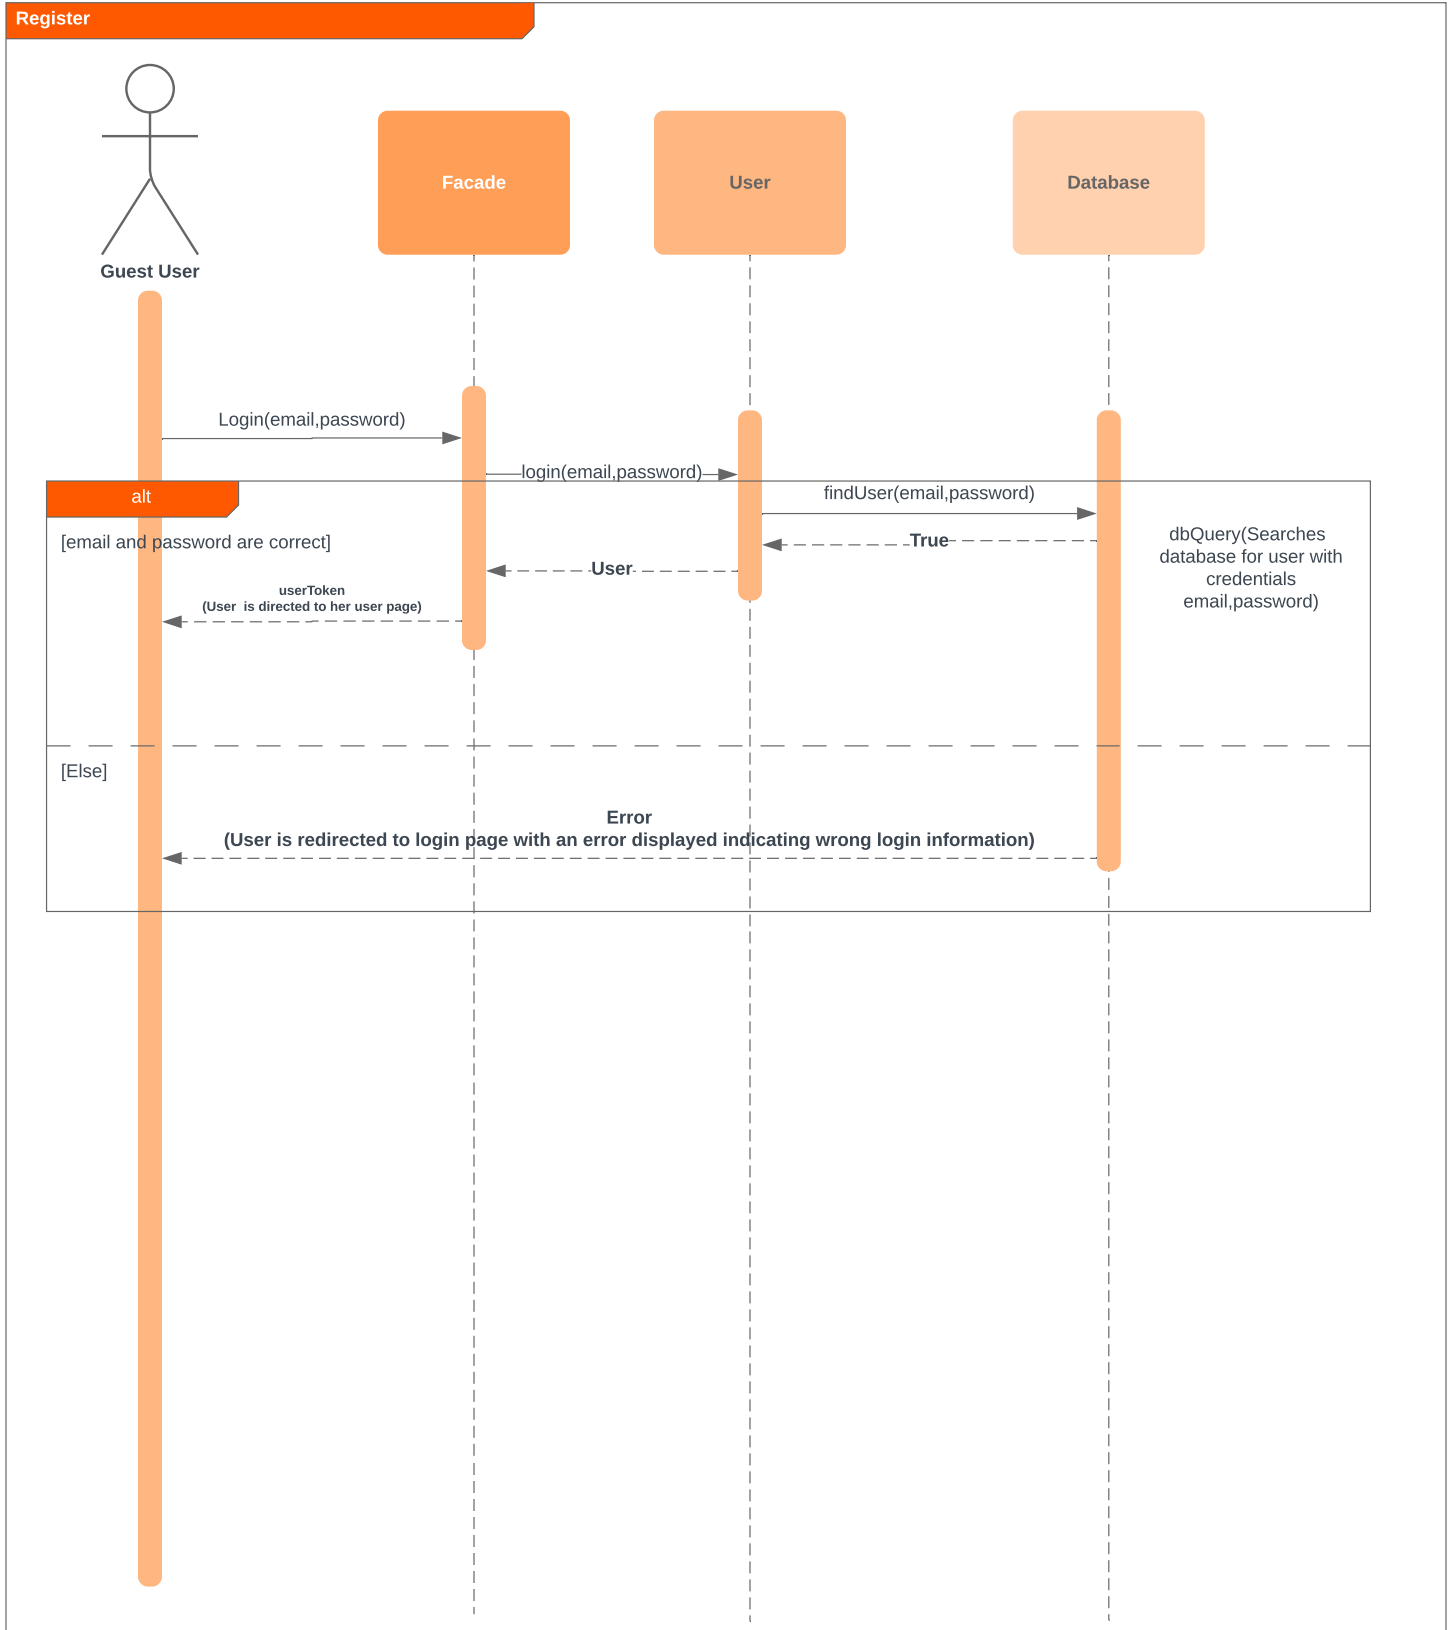 Register
Facade
User
Database
Guest User
Login(email,password)
login(email,password)
alt
findUser(email,password)
[email and password are correct]
True
dbQuery(Searches
database for user with
credentials
email,password)
User
userToken
(User  is directed to her user page)
[Else]
Error
(User is redirected to login page with an error displayed indicating wrong login information)